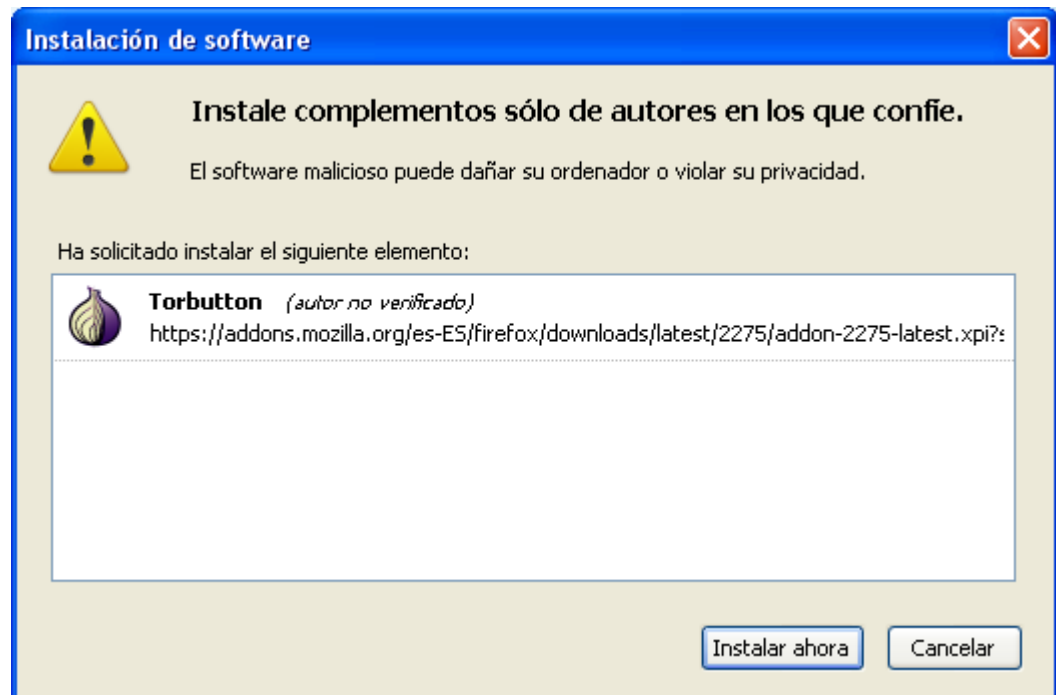 Instalación de software
Instale complementos sólo de autores en los que confíe.
El software malicioso puede dañar su ordenador o violar su privacidad.
Ha solicitado instalar el siguiente elemento:
Torbutton (autor no verificado)
https://addons.mozilla.org/es-ES/firefox/downloads/latest/2275/addon-2275-latest.xpi?s
Instalar ahora Cancelar